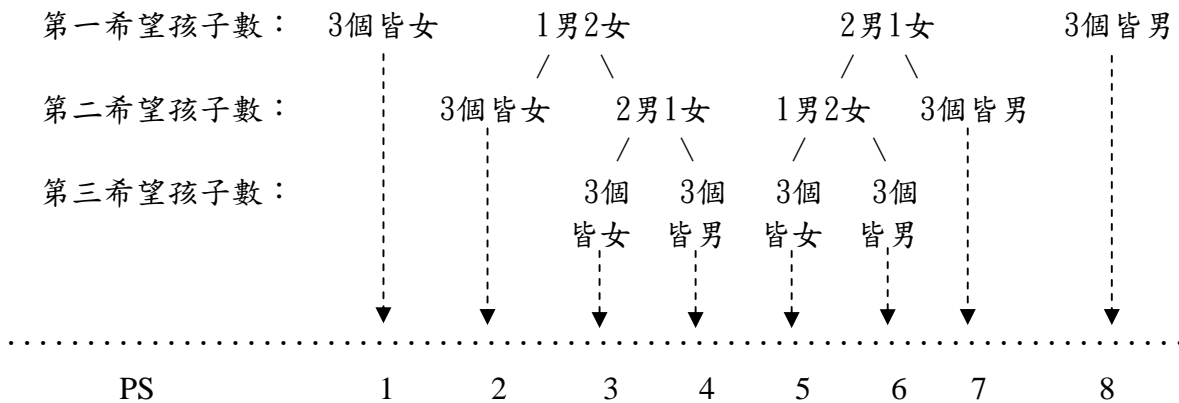 第一希望孩子數： 3個皆女 1男2女 2男1女 3個皆男
第二希望孩子數： 3個皆女 2男1女 1男2女 3個皆男
第三希望孩子數： 3個 3個 3個 3個
皆女 皆男 皆女 皆男
PS 1 2 3 4 5 6 7 8